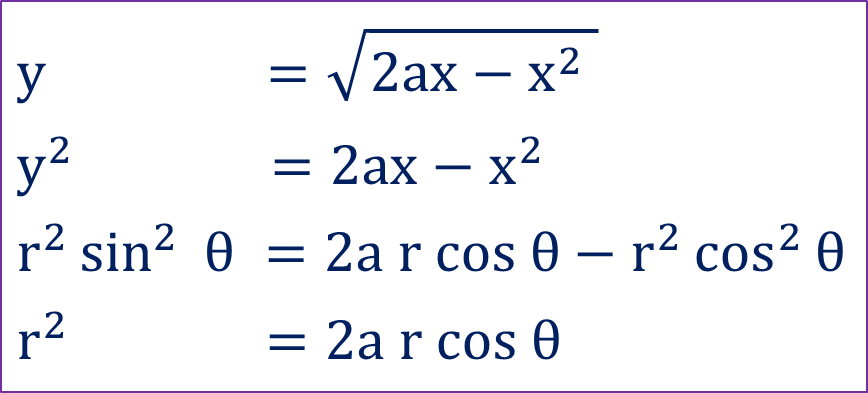 y = √(2ax − x²)
y² = 2ax − x²
r² sin² θ = 2a r cos θ − r² cos² θ
r² = 2a r cos θ